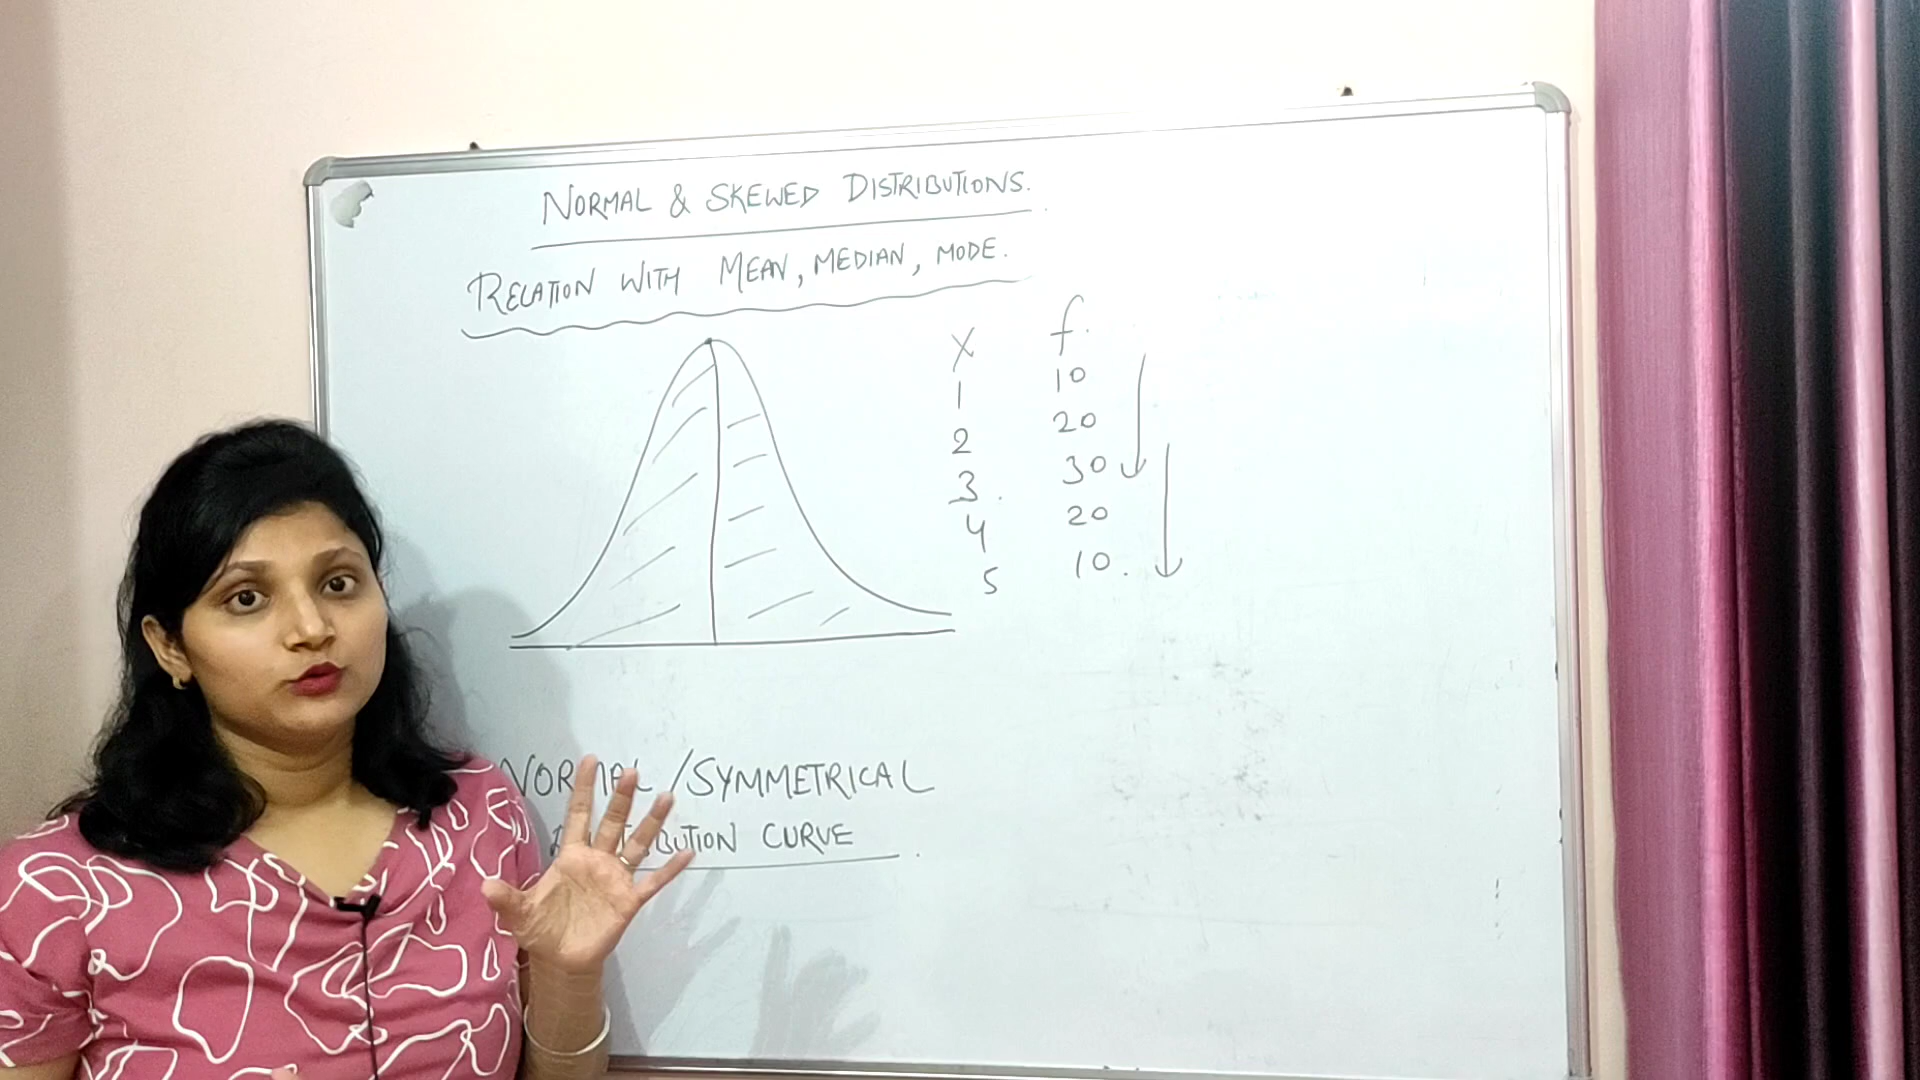 NORMAL & SKEWED DISTRIBUTIONS.
RELATION WITH MEAN, MEDIAN, MODE.
X f.
1 10
2 20
3. 30
4 20
5 10.
NORMAL/SYMMETRICAL
CURVE